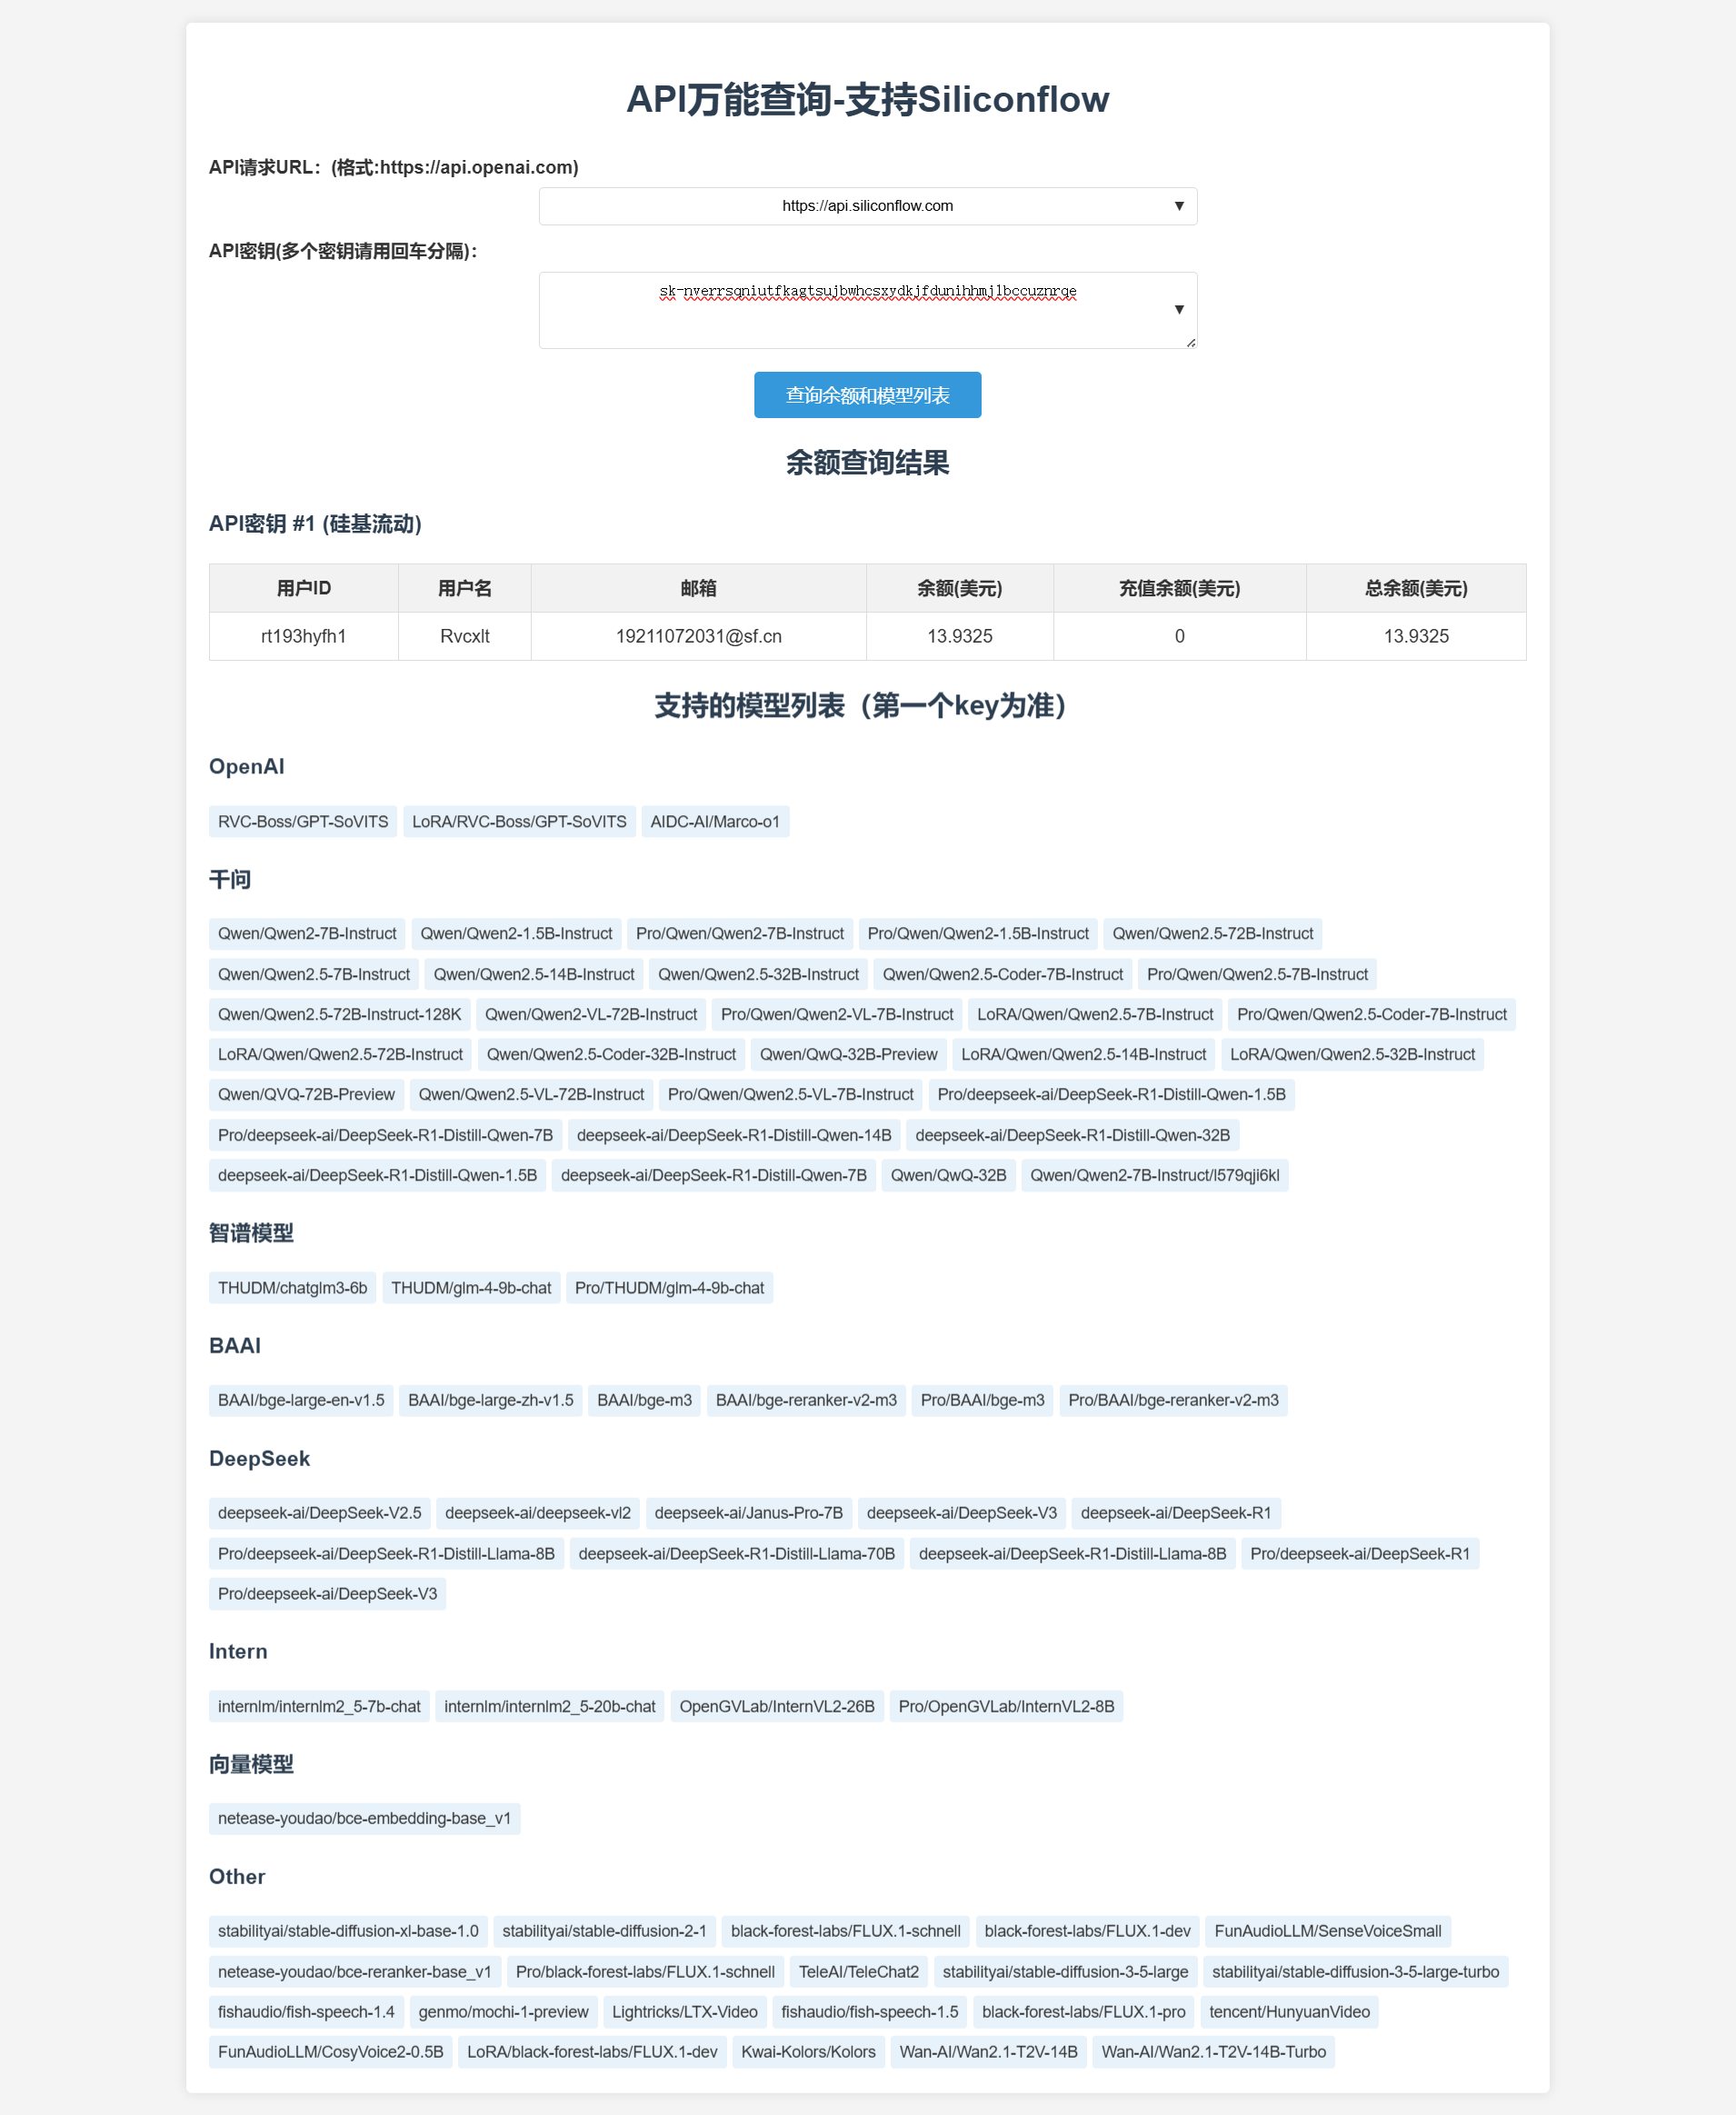 API万能查询-支持Siliconflow
API请求URL：(格式:https://api.openai.com)
https://api.siliconflow.com ▼
API密钥(多个密钥请用回车分隔)：
sk-nverrsqniutfkagtsujbwhcsxydkjfdunihhmjlbccuznrqe
▼
查询余额和模型列表
余额查询结果
API密钥 #1 (硅基流动)
用户ID 用户名 邮箱 余额(美元) 充值余额(美元) 总余额(美元)
rt193hyfh1 Rvcxlt 19211072031@sf.cn 13.9325 0 13.9325
支持的模型列表（第一个key为准）
OpenAI
RVC-Boss/GPT-SoVITS LoRA/RVC-Boss/GPT-SoVITS AIDC-AI/Marco-o1
千问
Qwen/Qwen2-7B-Instruct Qwen/Qwen2-1.5B-Instruct Pro/Qwen/Qwen2-7B-Instruct Pro/Qwen/Qwen2-1.5B-Instruct Qwen/Qwen2.5-72B-Instruct
Qwen/Qwen2.5-7B-Instruct Qwen/Qwen2.5-14B-Instruct Qwen/Qwen2.5-32B-Instruct Qwen/Qwen2.5-Coder-7B-Instruct Pro/Qwen/Qwen2.5-7B-Instruct
Qwen/Qwen2.5-72B-Instruct-128K Qwen/Qwen2-VL-72B-Instruct Pro/Qwen/Qwen2-VL-7B-Instruct LoRA/Qwen/Qwen2.5-7B-Instruct Pro/Qwen/Qwen2.5-Coder-7B-Instruct
LoRA/Qwen/Qwen2.5-72B-Instruct Qwen/Qwen2.5-Coder-32B-Instruct Qwen/QwQ-32B-Preview LoRA/Qwen/Qwen2.5-14B-Instruct LoRA/Qwen/Qwen2.5-32B-Instruct
Qwen/QVQ-72B-Preview Qwen/Qwen2.5-VL-72B-Instruct Pro/Qwen/Qwen2.5-VL-7B-Instruct Pro/deepseek-ai/DeepSeek-R1-Distill-Qwen-1.5B
Pro/deepseek-ai/DeepSeek-R1-Distill-Qwen-7B deepseek-ai/DeepSeek-R1-Distill-Qwen-14B deepseek-ai/DeepSeek-R1-Distill-Qwen-32B
deepseek-ai/DeepSeek-R1-Distill-Qwen-1.5B deepseek-ai/DeepSeek-R1-Distill-Qwen-7B Qwen/QwQ-32B Qwen/Qwen2-7B-Instruct/l579qji6kl
智谱模型
THUDM/chatglm3-6b THUDM/glm-4-9b-chat Pro/THUDM/glm-4-9b-chat
BAAI
BAAI/bge-large-en-v1.5 BAAI/bge-large-zh-v1.5 BAAI/bge-m3 BAAI/bge-reranker-v2-m3 Pro/BAAI/bge-m3 Pro/BAAI/bge-reranker-v2-m3
DeepSeek
deepseek-ai/DeepSeek-V2.5 deepseek-ai/deepseek-vl2 deepseek-ai/Janus-Pro-7B deepseek-ai/DeepSeek-V3 deepseek-ai/DeepSeek-R1
Pro/deepseek-ai/DeepSeek-R1-Distill-Llama-8B deepseek-ai/DeepSeek-R1-Distill-Llama-70B deepseek-ai/DeepSeek-R1-Distill-Llama-8B Pro/deepseek-ai/DeepSeek-R1
Pro/deepseek-ai/DeepSeek-V3
Intern
internlm/internlm2_5-7b-chat internlm/internlm2_5-20b-chat OpenGVLab/InternVL2-26B Pro/OpenGVLab/InternVL2-8B
向量模型
netease-youdao/bce-embedding-base_v1
Other
stabilityai/stable-diffusion-xl-base-1.0 stabilityai/stable-diffusion-2-1 black-forest-labs/FLUX.1-schnell black-forest-labs/FLUX.1-dev FunAudioLLM/SenseVoiceSmall
netease-youdao/bce-reranker-base_v1 Pro/black-forest-labs/FLUX.1-schnell TeleAI/TeleChat2 stabilityai/stable-diffusion-3-5-large stabilityai/stable-diffusion-3-5-large-turbo
fishaudio/fish-speech-1.4 genmo/mochi-1-preview Lightricks/LTX-Video fishaudio/fish-speech-1.5 black-forest-labs/FLUX.1-pro tencent/HunyuanVideo
FunAudioLLM/CosyVoice2-0.5B LoRA/black-forest-labs/FLUX.1-dev Kwai-Kolors/Kolors Wan-AI/Wan2.1-T2V-14B Wan-AI/Wan2.1-T2V-14B-Turbo